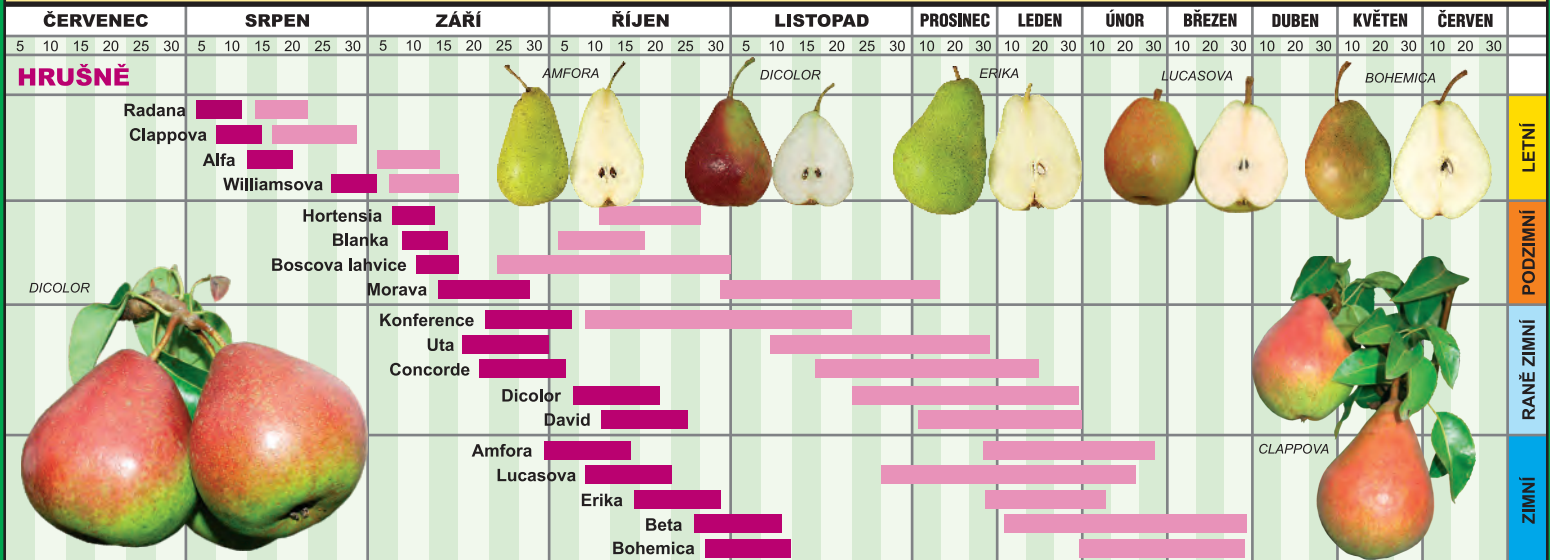 ČERVENEC SRPEN ZÁŘÍ ŘÍJEN LISTOPAD PROSINEC LEDEN ÚNOR BŘEZEN DUBEN KVĚTEN ČERVEN
5 10 15 20 25 30 5 10 15 20 25 30 5 10 15 20 25 30 5 10 15 20 25 30 5 10 15 20 25 30 10 20 30 10 20 30 10 20 30 10 20 30 10 20 30 10 20 30 10 20 30
HRUŠNĚ
AMFORA DICOLOR ERIKA LUCASOVA BOHEMICA
Radana
Clappova
Alfa
Williamsova
LETNÍ
Hortensia
Blanka
Boscova lahvice
Morava
PODZIMNÍ
DICOLOR
Konference
Uta
Concorde
Dicolor
David
RANĚ ZIMNÍ
Amfora
Lucasova
Erika
Beta
Bohemica
CLAPPOVA
ZIMNÍ